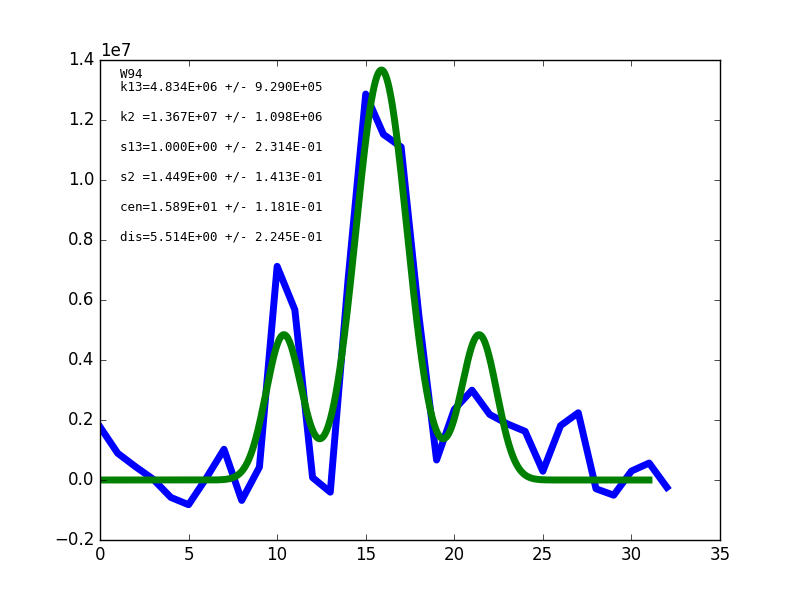 1e7
W94
k13=4.834E+06 +/- 9.290E+05
k2 =1.367E+07 +/- 1.098E+06
s13=1.000E+00 +/- 2.314E-01
s2 =1.449E+00 +/- 1.413E-01
cen=1.589E+01 +/- 1.181E-01
dis=5.514E+00 +/- 2.245E-01
1.4
1.2
1.0
0.8
0.6
0.4
0.2
0.0
−0.2
0 5 10 15 20 25 30 35